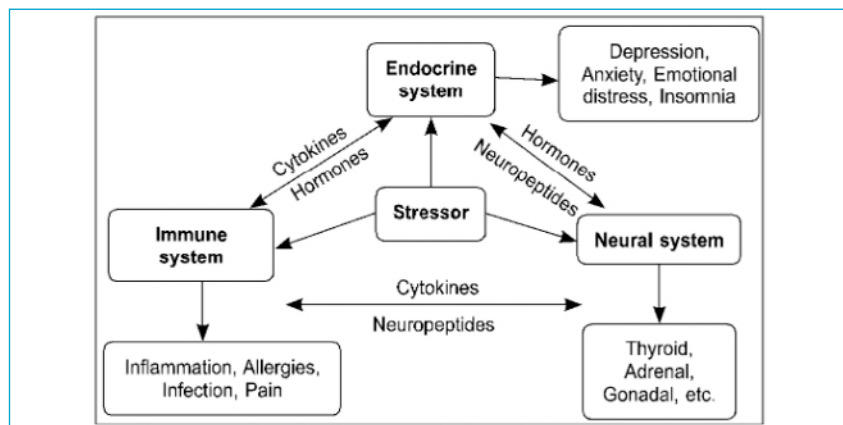 Endocrine
system
Depression,
Anxiety, Emotional
distress, Insomnia
Cytokines
Hormones
Hormones
Neuropeptides
Stressor
Immune
system
Neural system
Cytokines
Neuropeptides
Inflammation, Allergies,
Infection, Pain
Thyroid,
Adrenal,
Gonadal, etc.